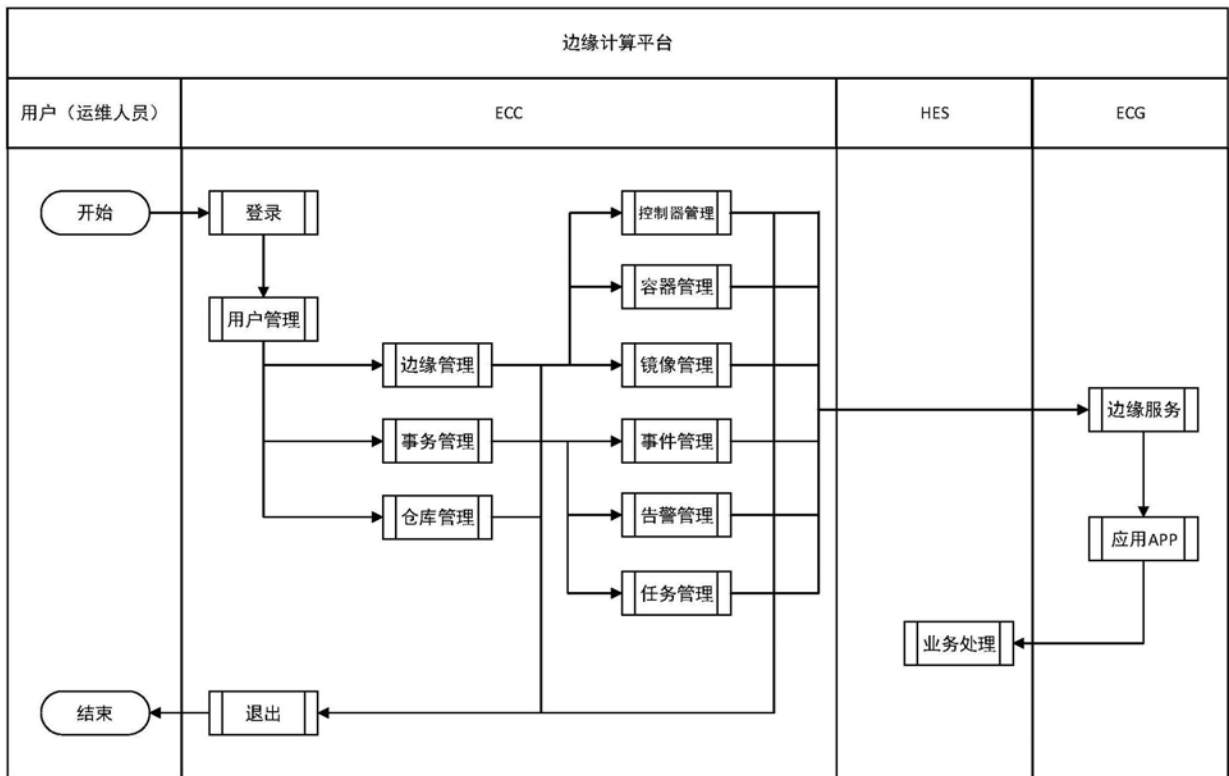 边缘计算平台
用户（运维人员）
ECC
HES
ECG
开始
登录
控制器管理
容器管理
用户管理
边缘管理
镜像管理
边缘服务
事务管理
事件管理
仓库管理
告警管理
应用APP
任务管理
业务处理
结束
退出